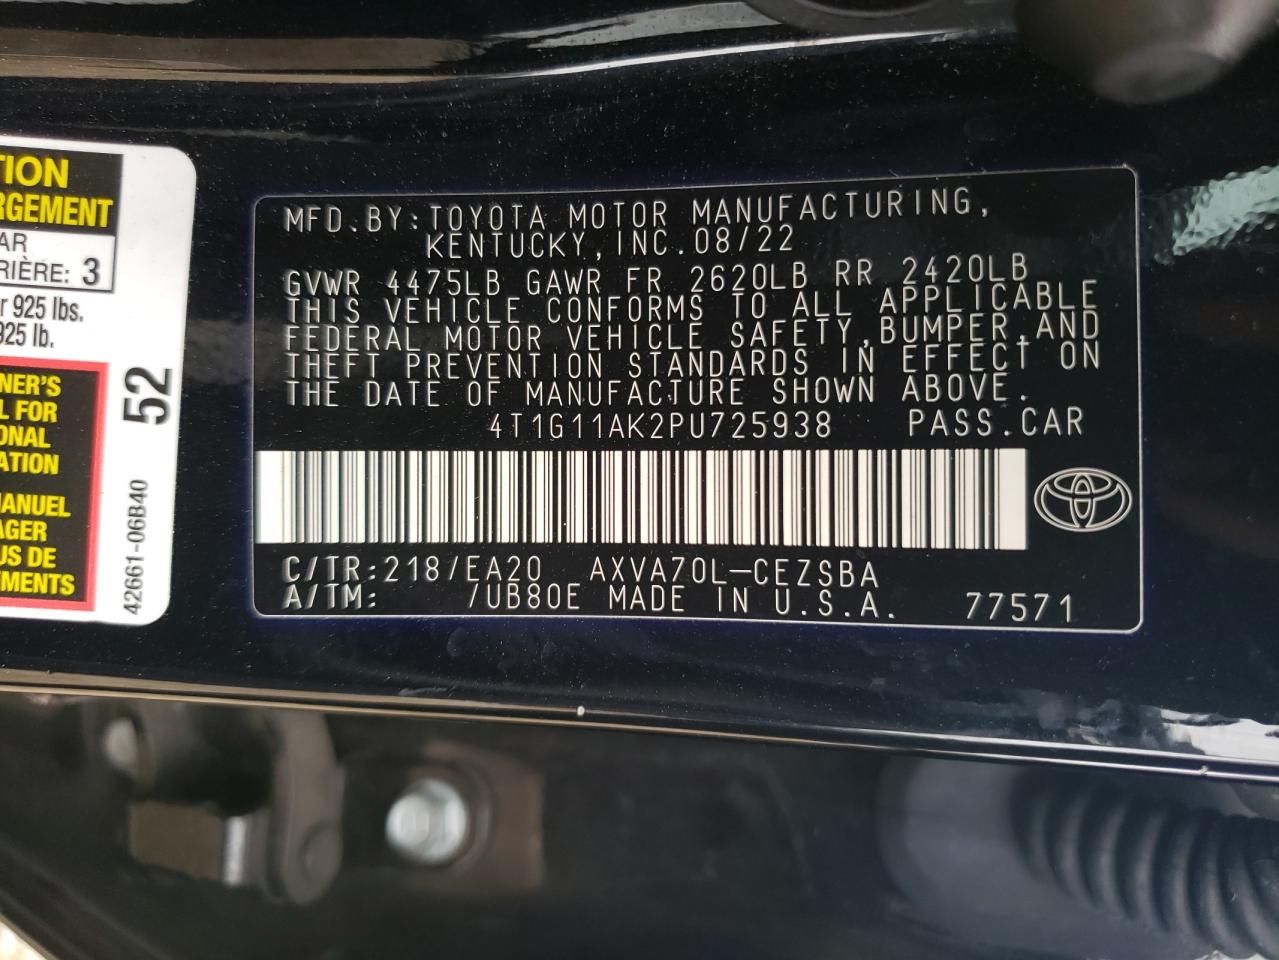 TION
RGEMENT
AR
RIÈRE: 3
r 925 lbs.
925 lb.
NER'S
L FOR
ONAL
ATION
MANUEL
AGER
US DE
EMENTS
52
42661-06B40
MFD.BY:TOYOTA MOTOR MANUFACTURING,
KENTUCKY,INC.08/22
GVWR 4475LB GAWR FR 2620LB RR 2420LB
THIS VEHICLE CONFORMS TO ALL APPLICABLE
FEDERAL MOTOR VEHICLE SAFETY,BUMPER,AND
THEFT PREVENTION STANDARDS IN EFFECT ON
THE DATE OF MANUFACTURE SHOWN ABOVE.
4T1G11AK2PU725938 PASS.CAR
C/TR:218/EA20 AXVA70L-CEZSBA
A/TM: /UB80E MADE IN U.S.A. 77571